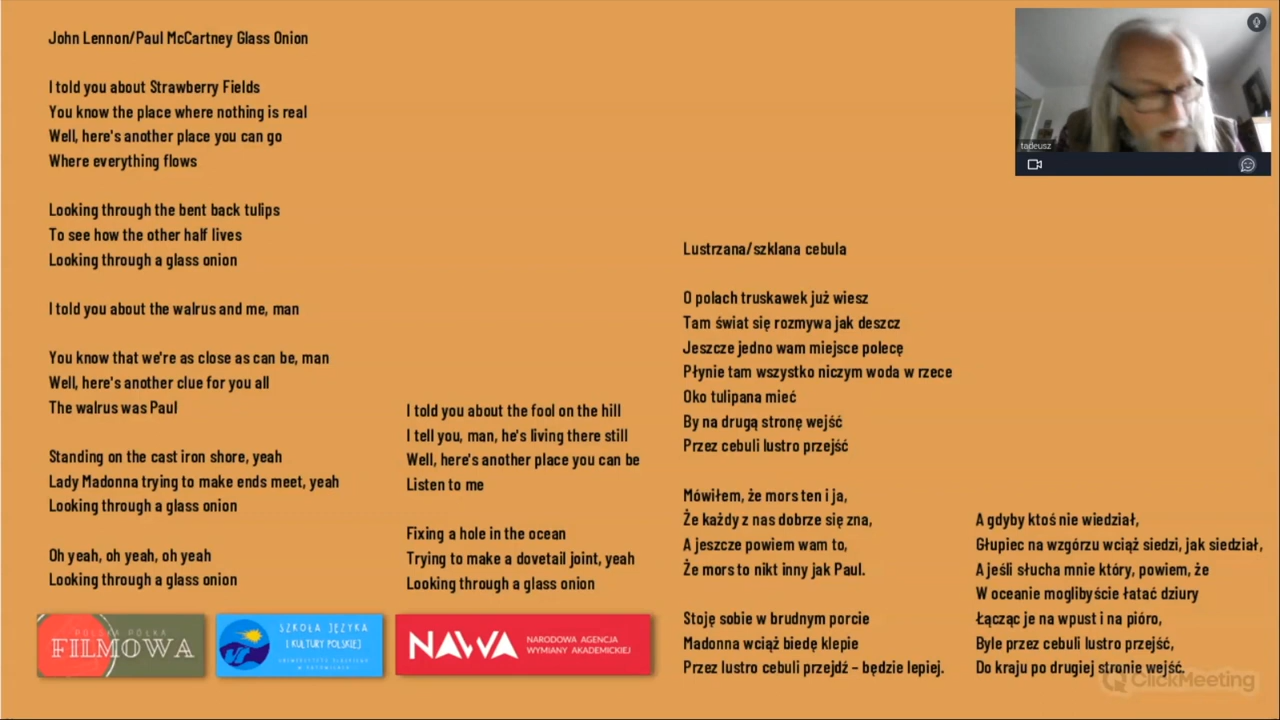 John Lennon/Paul McCartney Glass Onion
I told you about Strawberry Fields
You know the place where nothing is real
Well, here's another place you can go
Where everything flows
Looking through the bent back tulips
To see how the other half lives
Looking through a glass onion
I told you about the walrus and me, man
You know that we're as close as can be, man
Well, here's another clue for you all
The walrus was Paul
Standing on the cast iron shore, yeah
Lady Madonna trying to make ends meet, yeah
Looking through a glass onion
Oh yeah, oh yeah, oh yeah
Looking through a glass onion
I told you about the fool on the hill
I tell you, man, he's living there still
Well, here's another place you can be
Listen to me
Fixing a hole in the ocean
Trying to make a dovetail joint, yeah
Looking through a glass onion
Lustrzana/szklana cebula
O polach truskawek już wiesz
Tam świat się rozmywa jak deszcz
Jeszcze jedno wam miejsce polecę
Płynie tam wszystko niczym woda w rzece
Oko tulipana mieć
By na drugą stronę wejść
Przez cebuli lustro przejść
Mówiłem, że mors ten i ja,
Że każdy z nas dobrze się zna,
A jeszcze powiem wam to,
Że mors to nikt inny jak Paul.
Stoję sobie w brudnym porcie
Madonna wciąż biedę klepie
Przez lustro cebuli przejdź – będzie lepiej.
A gdyby ktoś nie wiedział,
Głupiec na wzgórzu wciąż siedzi, jak siedział,
A jeśli słucha mnie który, powiem, że
W oceanie moglibyście łatać dziury
Łącząc je na wpust i na pióro,
Byle przez cebuli lustro przejść,
Do kraju po drugiej stronie wejść.
tadeusz
POLSKA PÓŁKA
FILMOWA
SZKOŁA JĘZYKA
I KULTURY POLSKIEJ
UNIWERSYTETU ŚLĄSKIEGO
W KATOWICACH
NAWA
NARODOWA AGENCJA
WYMIANY AKADEMICKIEJ
ClickMeeting